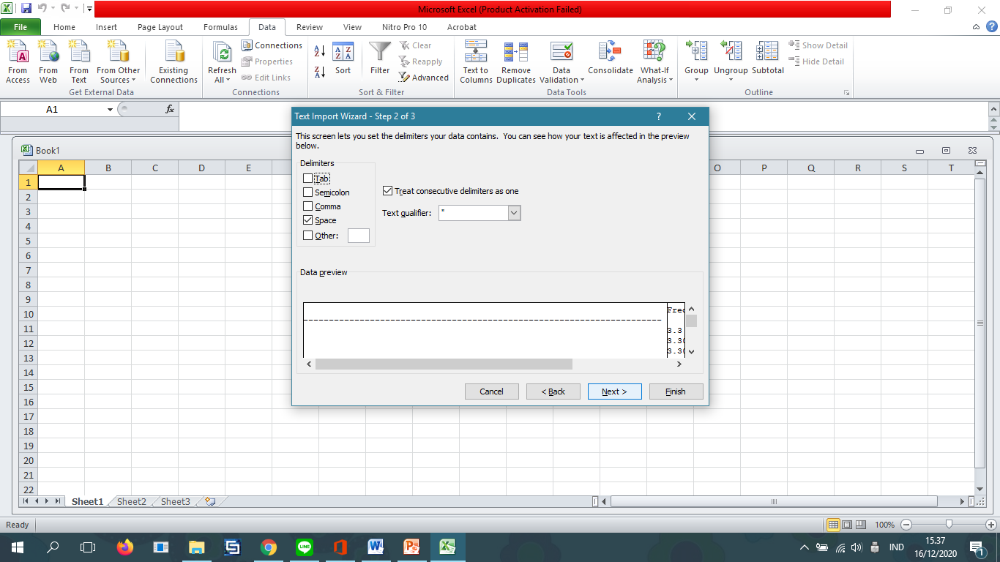 Microsoft Excel (Product Activation Failed)
File Home Insert Page Layout Formulas Data Review View Nitro Pro 10 Acrobat
From Access
From Web
From Text
From Other Sources
Existing Connections
Get External Data
Refresh All
Connections
Properties
Edit Links
Connections
Sort
Filter
Clear
Reapply
Advanced
Sort & Filter
Text to Columns
Remove Duplicates
Data Validation
Consolidate
What-If Analysis
Data Tools
Group
Ungroup
Subtotal
Show Detail
Hide Detail
Outline
A1
fx
Book1
A B C D E O P Q R S T
1
2
3
4
5
6
7
8
9
10
11
12
13
14
15
16
17
18
19
20
21
22
Text Import Wizard - Step 2 of 3
This screen lets you set the delimiters your data contains. You can see how your text is affected in the preview
below.
Delimiters
Tab
Semicolon
Comma
Space
Other:
Treat consecutive delimiters as one
Text qualifier: "
Data preview
3.3
Cancel
< Back
Next >
Finish
Sheet1 Sheet2 Sheet3
Ready
100%
LINE
IND
15.37
16/12/2020
1